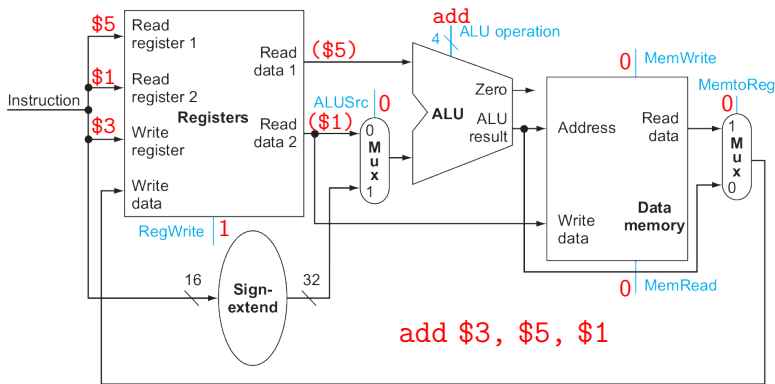 add
$5
Read
register 1
($5)
4
ALU operation
0
MemWrite
Read
data 1
Zero
MemtoReg
$1
Read
register 2
Instruction
Registers
ALUSrc
0
0
($1)
0
Mux
1
ALU
ALU
result
Address
Read
data
1
Mux
0
$3
Write
register
Read
data 2
Write
data
Write
data
Data
memory
RegWrite
1
16
Sign-
extend
32
0
MemRead
add $3, $5, $1